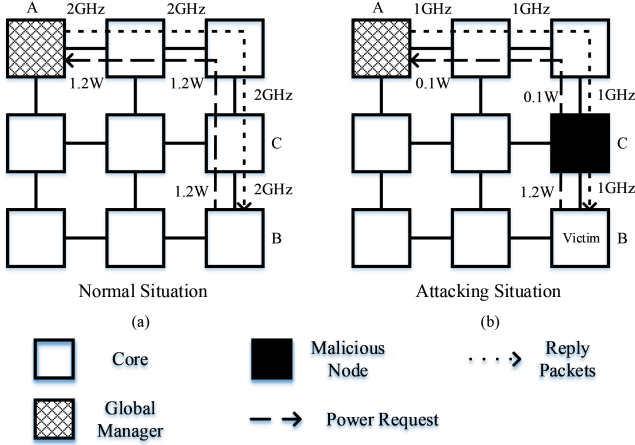 A
2GHz
2GHz
1.2W
1.2W
2GHz
C
1.2W
2GHz
B
Normal Situation
(a)
A
1GHz
1GHz
0.1W
0.1W
1GHz
C
1.2W
1GHz
Victim
B
Attacking Situation
(b)
Core
Malicious
Node
Reply
Packets
Global
Manager
Power Request